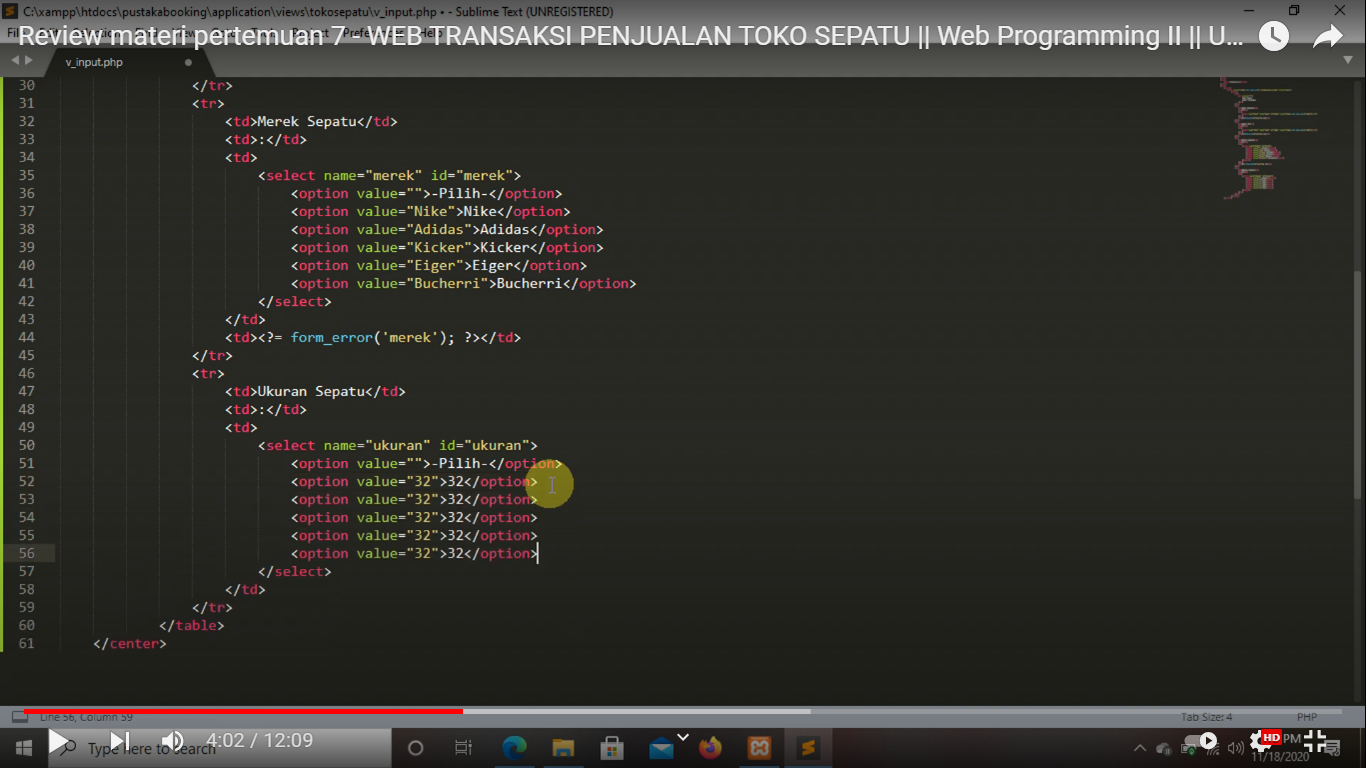 C:\xampp\htdocs\pustakabooking\application\views\tokosepatu\v_input.php • - Sublime Text (UNREGISTERED)
Review materi pertemuan 7 - WEB TRANSAKSI PENJUALAN TOKO SEPATU || Web Programming II || U...
v_input.php
30 </tr>
31 <tr>
32 <td>Merek Sepatu</td>
33 <td>:</td>
34 <td>
35 <select name="merek" id="merek">
36 <option value="">-Pilih-</option>
37 <option value="Nike">Nike</option>
38 <option value="Adidas">Adidas</option>
39 <option value="Kicker">Kicker</option>
40 <option value="Eiger">Eiger</option>
41 <option value="Bucherri">Bucherri</option>
42 </select>
43 </td>
44 <td><?= form_error('merek'); ?></td>
45 </tr>
46 <tr>
47 <td>Ukuran Sepatu</td>
48 <td>:</td>
49 <td>
50 <select name="ukuran" id="ukuran">
51 <option value="">-Pilih-</option>
52 <option value="32">32</option>
53 <option value="32">32</option>
54 <option value="32">32</option>
55 <option value="32">32</option>
56 <option value="32">32</option>
57 </select>
58 </td>
59 </tr>
60 </table>
61 </center>
Line 56, Column 59
Tab Size: 4
PHP
Type here to search
4:02 / 12:09
HD
PM
11/18/2020